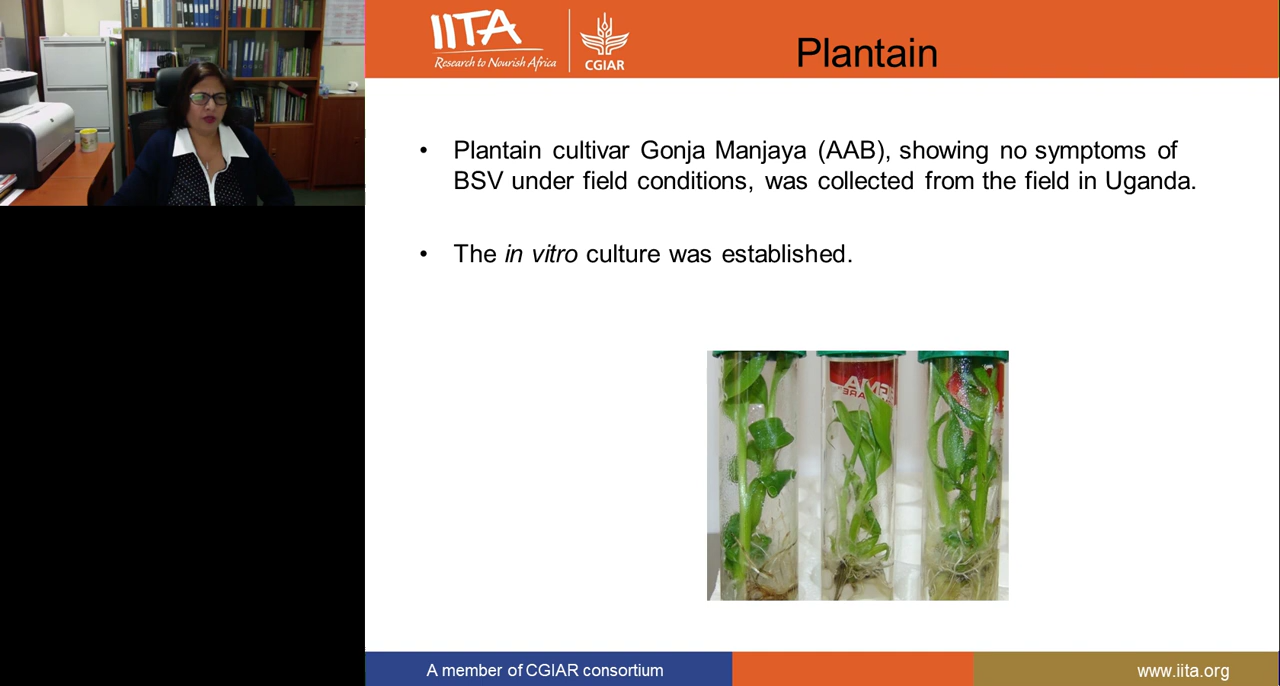 IITA
Research to Nourish Africa
CGIAR
Plantain
• Plantain cultivar Gonja Manjaya (AAB), showing no symptoms of
BSV under field conditions, was collected from the field in Uganda.
• The in vitro culture was established.
A member of CGIAR consortium
www.iita.org